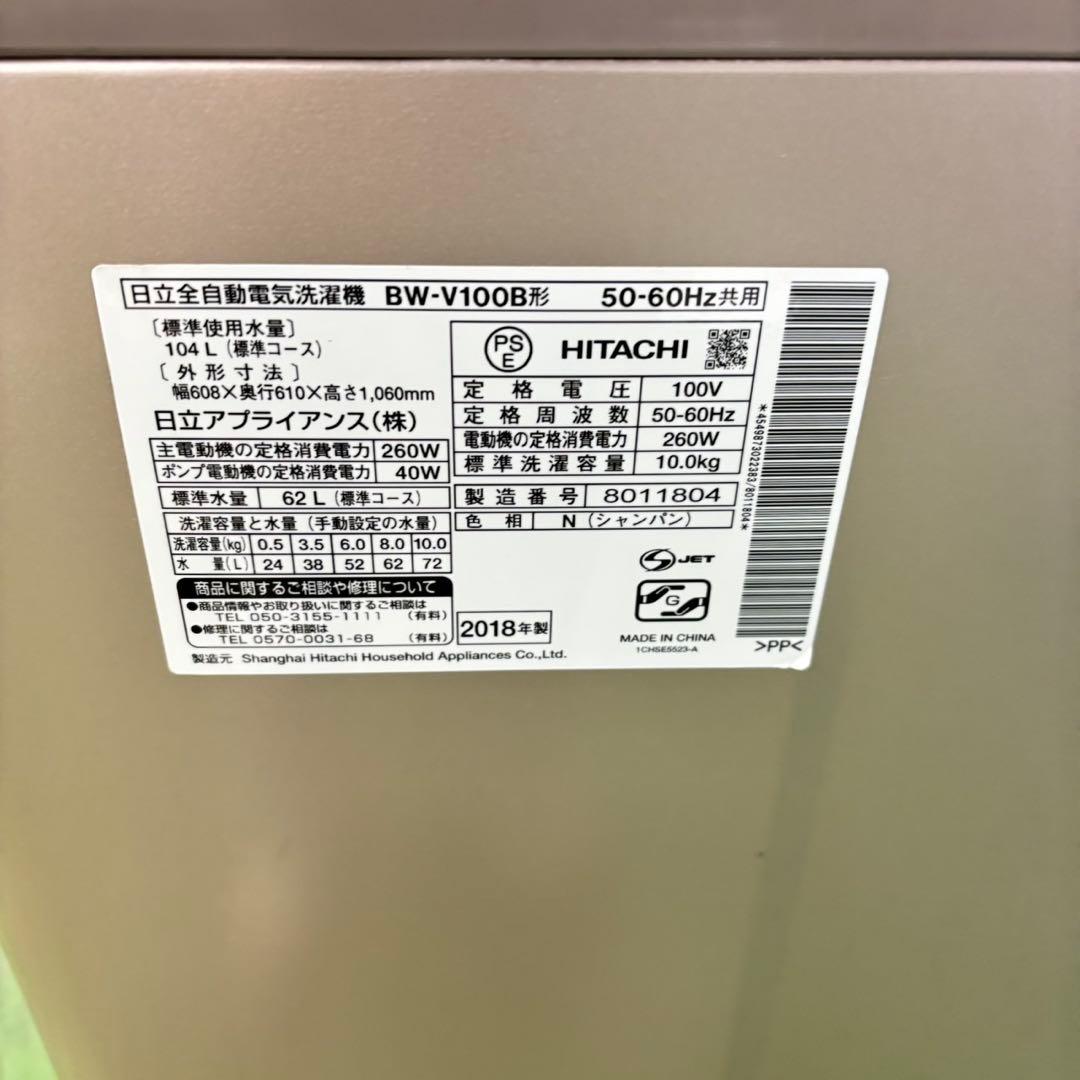 日立全自動電気洗濯機 BW-V100B形 50-60Hz共用
〔標準使用水量〕
104 L (標準コース)
〔外形寸法〕
幅608×奥行610×高さ1,060mm
日立アプライアンス(株)
主電動機の定格消費電力 260W
ポンプ電動機の定格消費電力 40W
標準水量 62 L (標準コース)
洗濯容量と水量 (手動設定の水量)
洗濯容量(kg) 0.5 3.5 6.0 8.0 10.0
水量(L) 24 38 52 62 72
商品に関するご相談や修理について
●商品情報やお取り扱いに関するご相談は
TEL 050-3155-1111 (有料)
●修理に関するご相談は
TEL 0570-0031-68 (有料)
PS
E
HITACHI
定格電圧 100V
定格周波数 50-60Hz
電動機の定格消費電力 260W
標準洗濯容量 10.0kg
製造番号 8011804
色相 N (シャンパン)
S JET
G
2018年製
MADE IN CHINA
1CHSE5523-A
製造元 Shanghai Hitachi Household Appliances Co.,Ltd.
*4549873022383/8011804*
>PP<